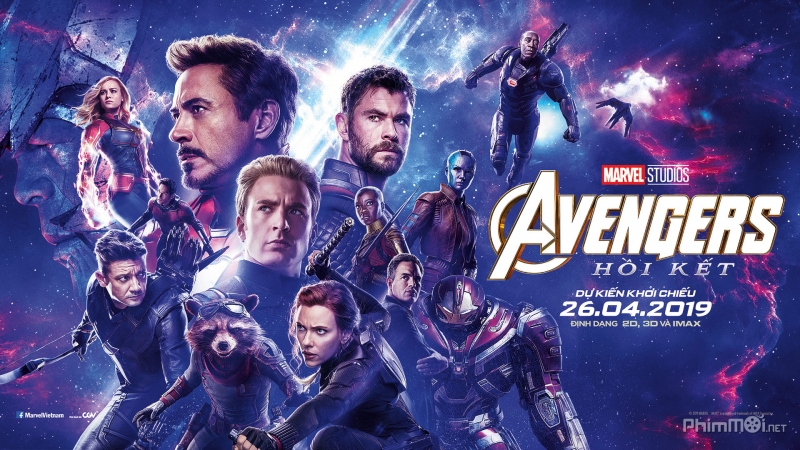 MARVEL STUDIOS
AVENGERS
HỒI KẾT
DỰ KIẾN KHỞI CHIẾU
26.04.2019
ĐỊNH DẠNG 2D, 3D VÀ IMAX
MarvelVietnam
CGV
PhimMới.NET